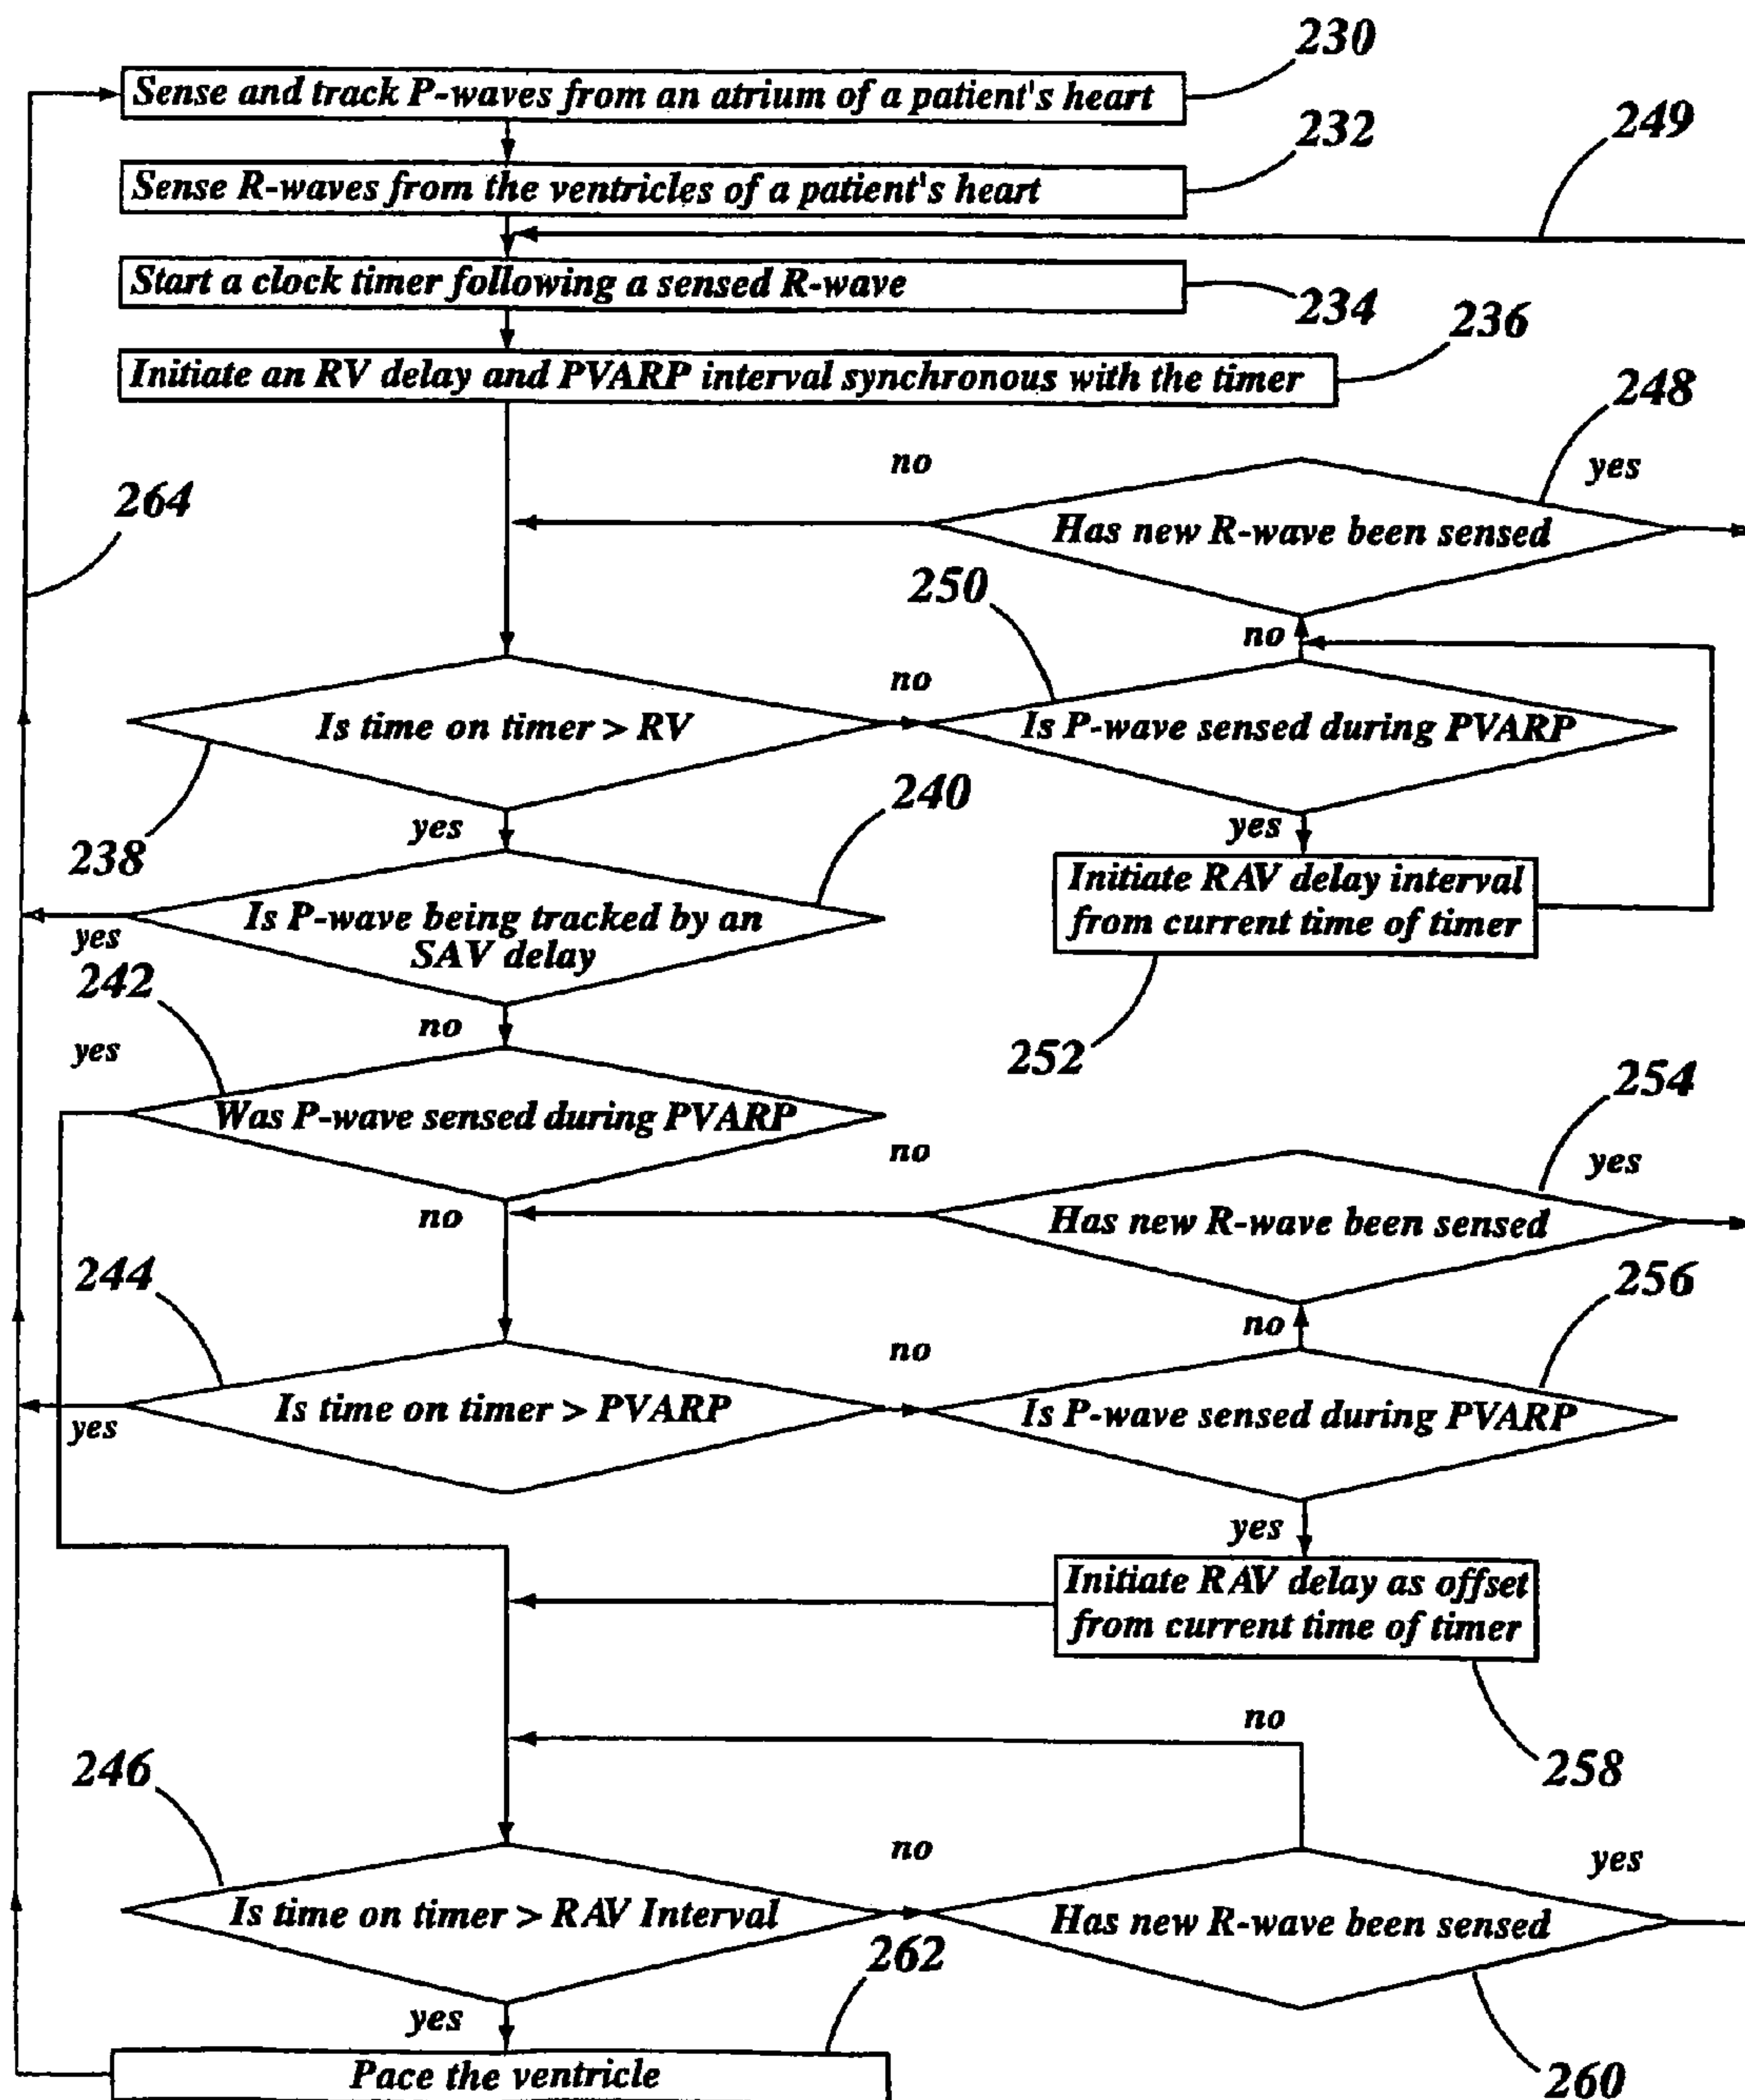 230
Sense and track P-waves from an atrium of a patient's heart
232
249
Sense R-waves from the ventricles of a patient's heart
Start a clock timer following a sensed R-wave
234
236
Initiate an RV delay and PVARP interval synchronous with the timer
248
no
yes
264
Has new R-wave been sensed
250
no
no
Is time on timer > RV
Is P-wave sensed during PVARP
240
yes
yes
238
Initiate RAV delay interval
from current time of timer
Is P-wave being tracked by an
SAV delay
yes
242
no
yes
252
254
Was P-wave sensed during PVARP
no
yes
no
Has new R-wave been sensed
244
256
no
no
Is time on timer > PVARP
Is P-wave sensed during PVARP
yes
yes
Initiate RAV delay as offset
from current time of timer
no
246
258
no
yes
Is time on timer > RAV Interval
Has new R-wave been sensed
262
yes
Pace the ventricle
260